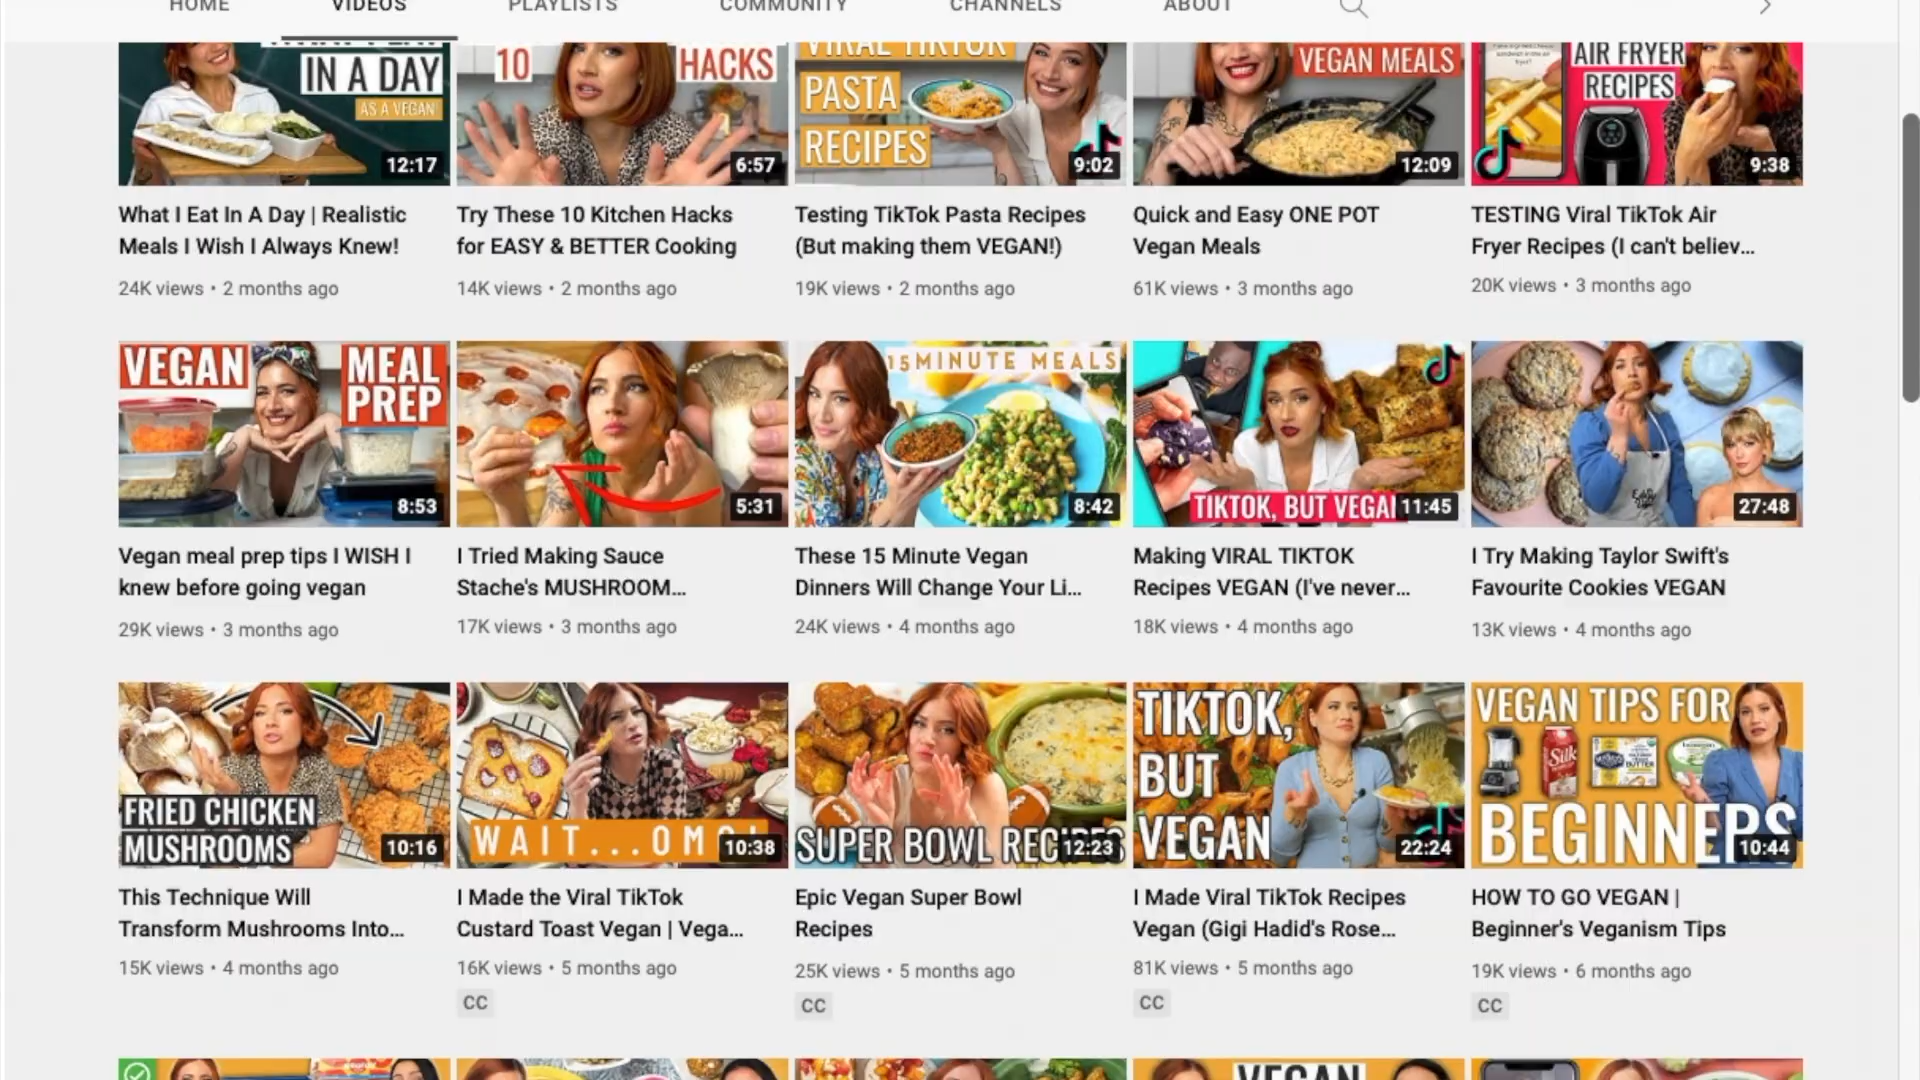 HOME VIDEOS PLAYLISTS COMMUNITY CHANNELS ABOUT
IN A DAY
AS A VEGAN
12:17
10 HACKS
6:57
VIRAL TIKTOK
PASTA
RECIPES
9:02
VEGAN MEALS
12:09
AIR FRYER
RECIPES
9:38
What I Eat In A Day | Realistic
Meals I Wish I Always Knew!
24K views • 2 months ago
Try These 10 Kitchen Hacks
for EASY & BETTER Cooking
14K views • 2 months ago
Testing TikTok Pasta Recipes
(But making them VEGAN!)
19K views • 2 months ago
Quick and Easy ONE POT
Vegan Meals
61K views • 3 months ago
TESTING Viral TikTok Air
Fryer Recipes (I can't believ...
20K views • 3 months ago
VEGAN MEAL
PREP
8:53
5:31
15 MINUTE MEALS
8:42
TIKTOK, BUT VEGAN
11:45
27:48
Vegan meal prep tips I WISH I
knew before going vegan
29K views • 3 months ago
I Tried Making Sauce
Stache's MUSHROOM...
17K views • 3 months ago
These 15 Minute Vegan
Dinners Will Change Your Li...
24K views • 4 months ago
Making VIRAL TIKTOK
Recipes VEGAN (I've never...
18K views • 4 months ago
I Try Making Taylor Swift's
Favourite Cookies VEGAN
13K views • 4 months ago
FRIED CHICKEN
MUSHROOMS
10:16
WAIT...OMG!
10:38
SUPER BOWL RECIPES
12:23
TIKTOK,
BUT
VEGAN
22:24
VEGAN TIPS FOR
Silk
BUTTER
BEGINNERS
10:44
This Technique Will
Transform Mushrooms Into...
15K views • 4 months ago
I Made the Viral TikTok
Custard Toast Vegan | Vega...
16K views • 5 months ago
CC
Epic Vegan Super Bowl
Recipes
25K views • 5 months ago
CC
I Made Viral TikTok Recipes
Vegan (Gigi Hadid's Rose...
81K views • 5 months ago
CC
HOW TO GO VEGAN |
Beginner's Veganism Tips
19K views • 6 months ago
CC
VEGAN